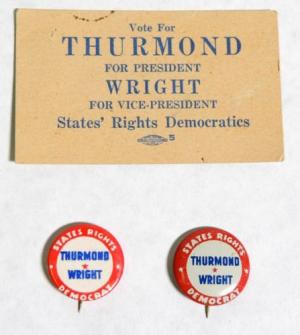 Vote For
THURMOND
FOR PRESIDENT
WRIGHT
FOR VICE-PRESIDENT
States' Rights Democratics
5
STATES RIGHTS
THURMOND
WRIGHT
DEMOCRAT
STATES RIGHTS
THURMOND
WRIGHT
DEMOCRAT